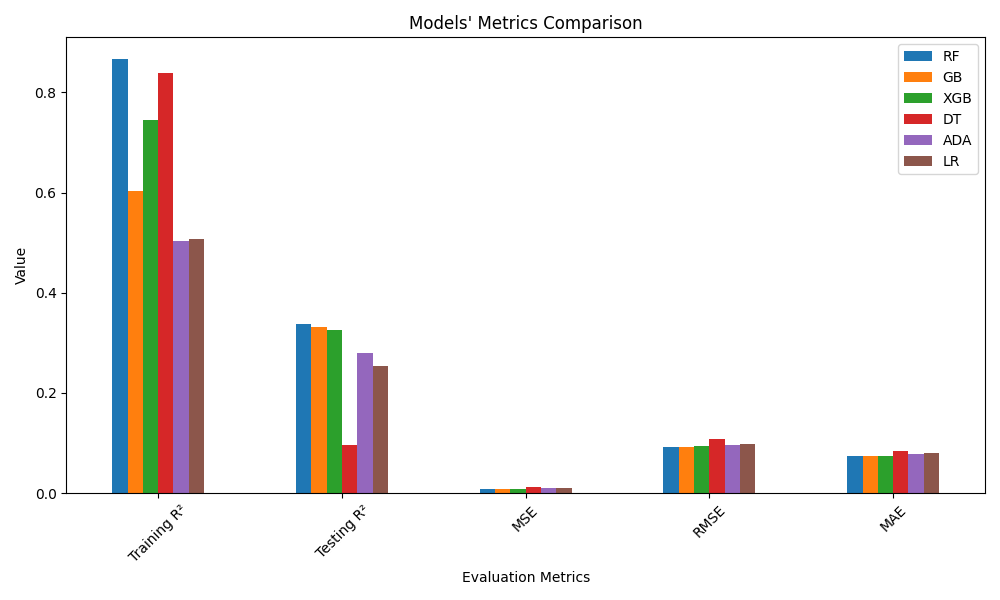 Models' Metrics Comparison
RF
GB
XGB
DT
ADA
LR
Value
0.8
0.6
0.4
0.2
0.0
Training R²
Testing R²
MSE
RMSE
MAE
Evaluation Metrics